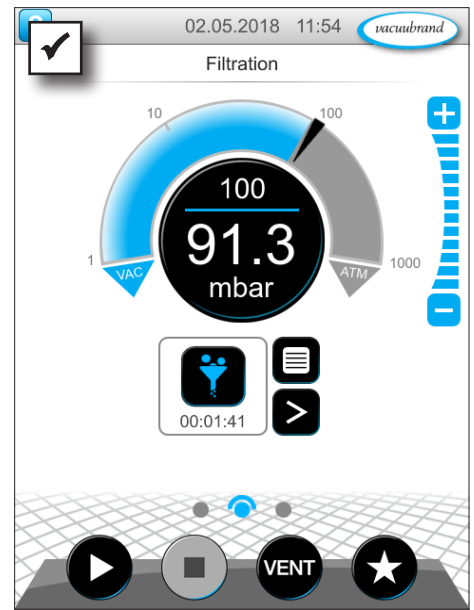 02.05.2018 11:54 vacuubrand
Filtration
10 100
100
91.3
mbar
1 1000
VAC ATM
00:01:41
VENT